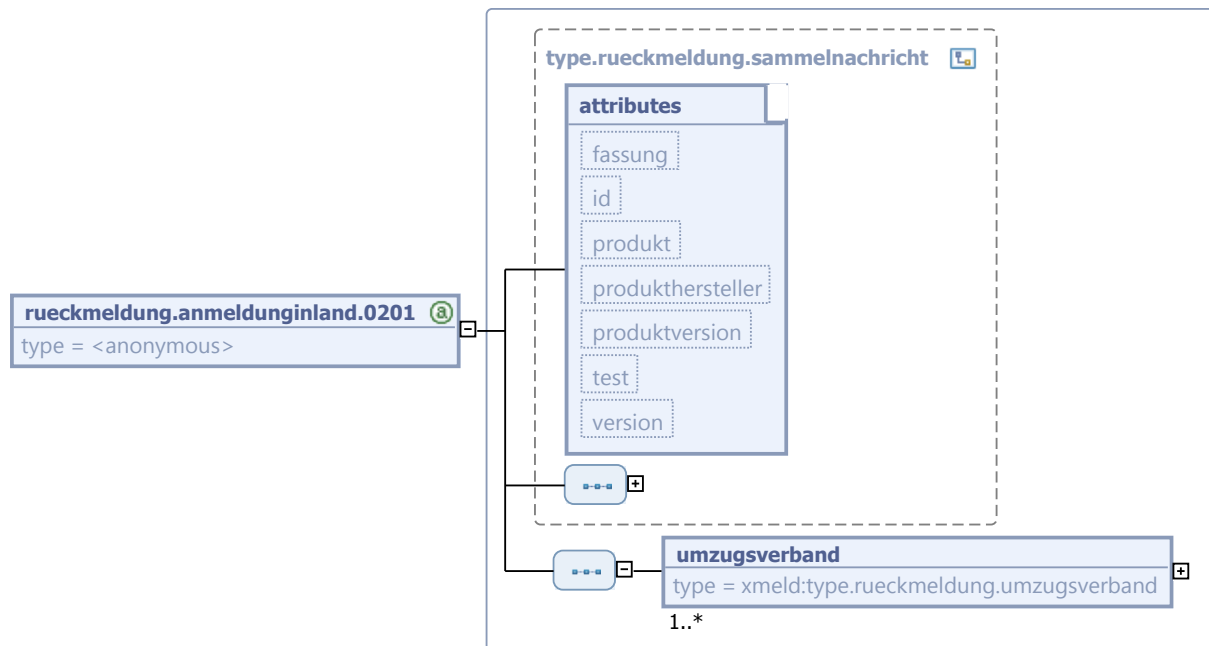 type.rueckmeldung.sammelnachricht
attributes
fassung
id
produkt
produkthersteller
produktversion
test
version
rueckmeldung.anmeldunginland.0201 @
type = <anonymous>
umzugsverband
type = xmeld:type.rueckmeldung.umzugsverband
1..*